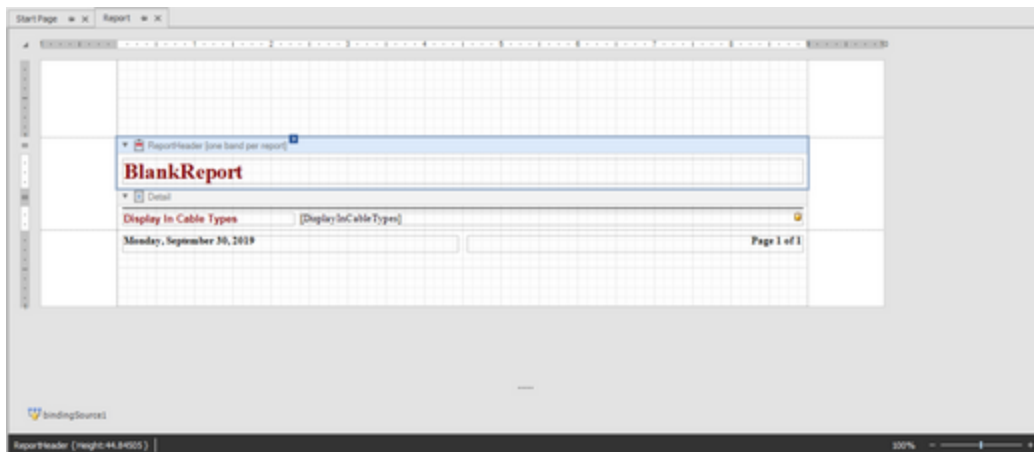 Start Page Report
ReportHeader [one band per report]
BlankReport
Detail
Display In Cable Types [DisplayInCableTypes]
Monday, September 30, 2019 Page 1 of 1
bindingSource1
ReportHeader { Height:44.84505 } 100%